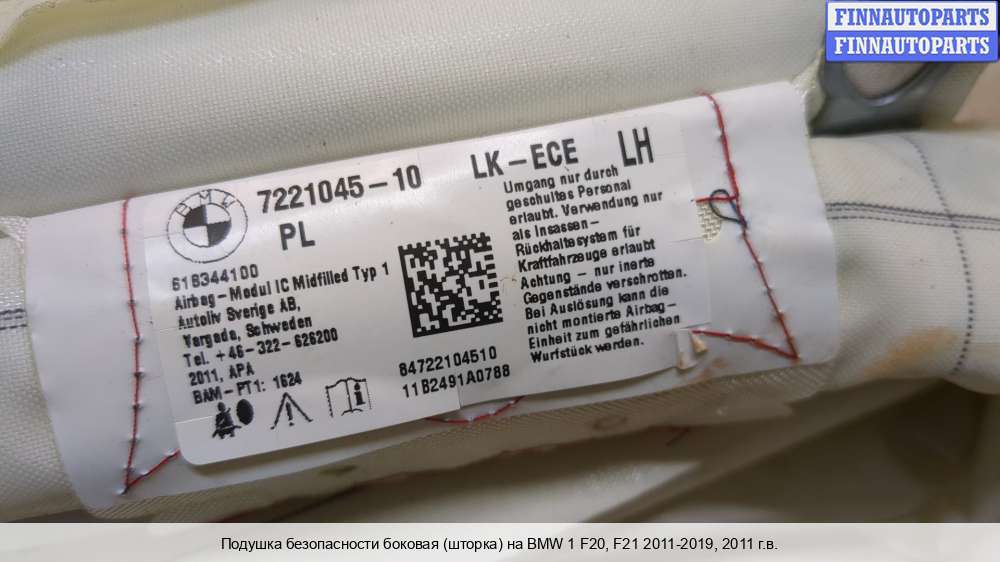 FINNAUTOPARTS
FINNAUTOPARTS
BMW
7221045-10
LK-ECE
LH
PL
618344100
Airbag-Modul IC Midfilled Typ 1
Autoliv Sverige AB,
Vargada, Schweden
Tel. +46-322-626200
2011, APA
BAM-PT1: 1624
84722104510
11B2491A0788
Umgang nur durch
geschultes Personal
erlaubt. Verwendung nur
als Insassen-
Rückhaltesystem für
Kraftfahrzeuge erlaubt
Achtung - nur inerte
Gegenstände verschrotten.
Bei Auslösung kann die
nicht montierte Airbag-
Einheit zum gefährlichen
Wurfstück werden.
Подушка безопасности боковая (шторка) на BMW 1 F20, F21 2011-2019, 2011 г.в.